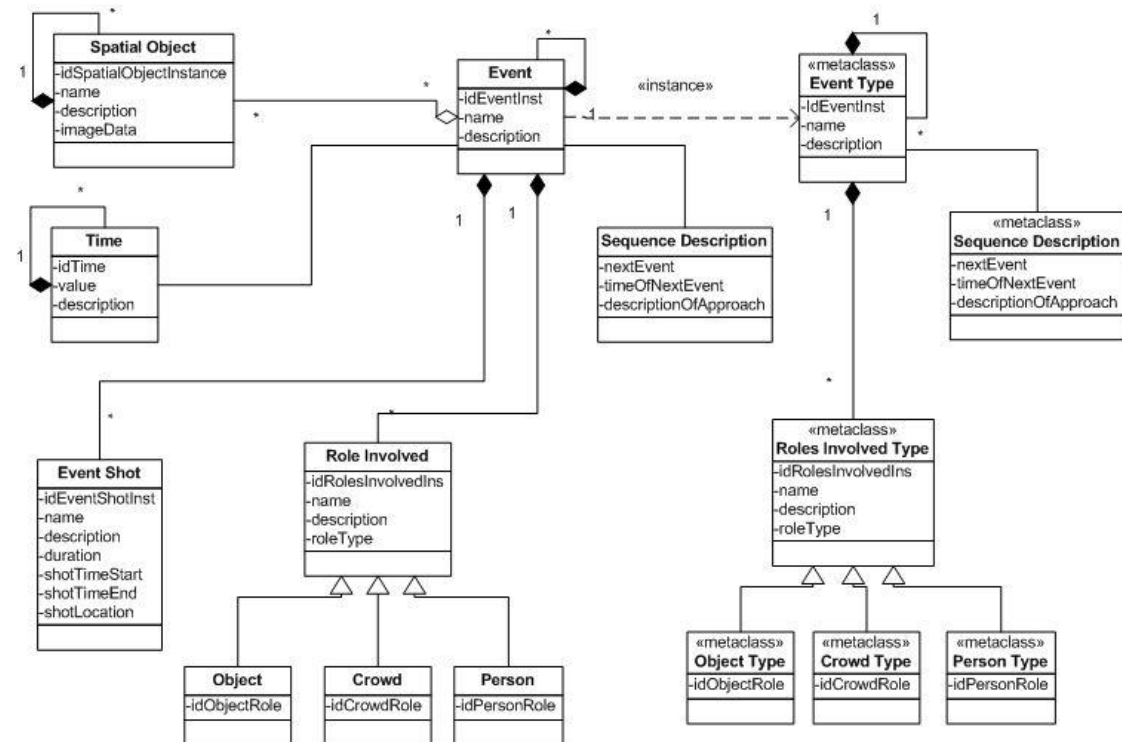 *
Spatial Object
-idSpatialObjectInstance
-name
-description
-imageData
1
*
*
*
Event
-idEventInst
-name
-description
1
«instance»
1
«metaclass»
Event Type
-IdEventInst
-name
-description
*
*
Time
-idTime
-value
-description
1
1
1
Sequence Description
-nextEvent
-timeOfNextEvent
-descriptionOfApproach
1
«metaclass»
Sequence Description
-nextEvent
-timeOfNextEvent
-descriptionOfApproach
*
Event Shot
-idEventShotInst
-name
-description
-duration
-shotTimeStart
-shotTimeEnd
-shotLocation
*
Role Involved
-idRolesInvolvedIns
-name
-description
-roleType
*
«metaclass»
Roles Involved Type
-idRolesInvolvedIns
-name
-description
-roleType
Object
-idObjectRole
Crowd
-idCrowdRole
Person
-idPersonRole
«metaclass»
Object Type
-idObjectRole
«metaclass»
Crowd Type
-idCrowdRole
«metaclass»
Person Type
-idPersonRole